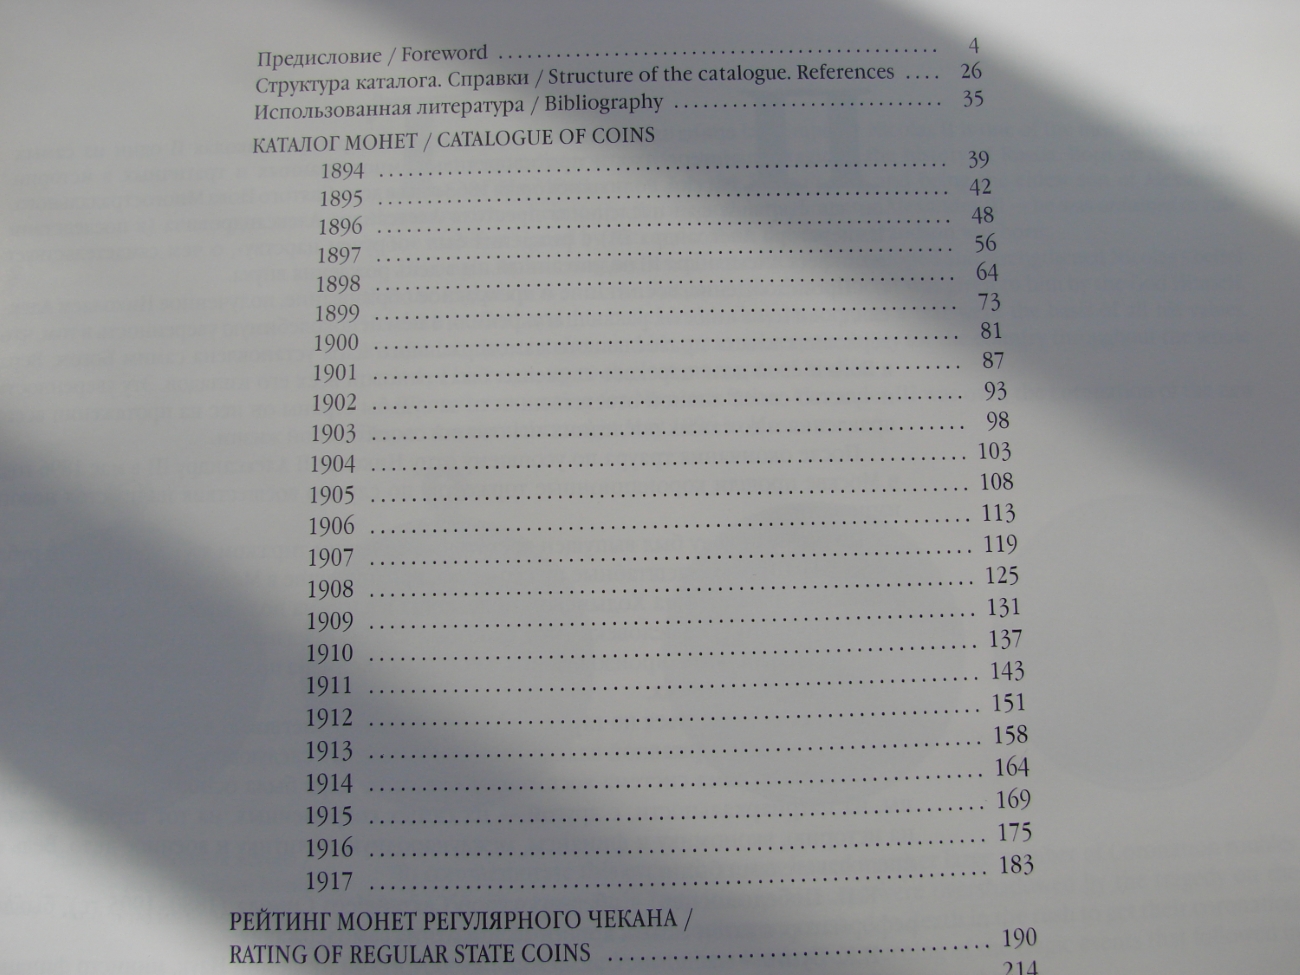 Предисловие / Foreword ........................................ 4
Структура каталога. Справки / Structure of the catalogue. References .... 26
Использованная литература / Bibliography ........................ 35
КАТАЛОГ МОНЕТ / CATALOGUE OF COINS
1894 ........................................ 39
1895 ........................................ 42
1896 ........................................ 48
1897 ........................................ 56
1898 ........................................ 64
1899 ........................................ 73
1900 ........................................ 81
1901 ........................................ 87
1902 ........................................ 93
1903 ........................................ 98
1904 ........................................ 103
1905 ........................................ 108
1906 ........................................ 113
1907 ........................................ 119
1908 ........................................ 125
1909 ........................................ 131
1910 ........................................ 137
1911 ........................................ 143
1912 ........................................ 151
1913 ........................................ 158
1914 ........................................ 164
1915 ........................................ 169
1916 ........................................ 175
1917 ........................................ 183
РЕЙТИНГ МОНЕТ РЕГУЛЯРНОГО ЧЕКАНА /
RATING OF REGULAR STATE COINS ........................ 190
214